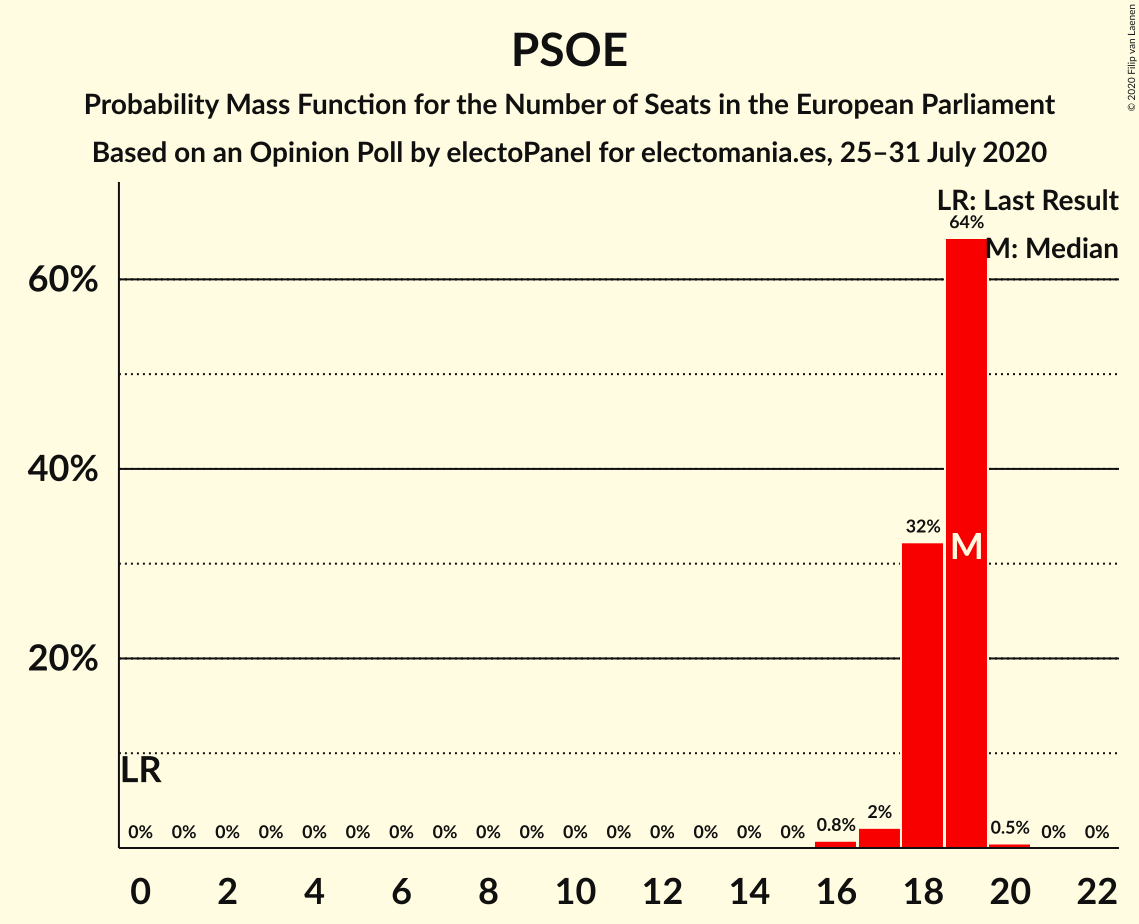 PSOE
Probability Mass Function for the Number of Seats in the European Parliament
Based on an Opinion Poll by electoPanel for electomania.es, 25–31 July 2020
© 2020 Filip van Laenen
LR: Last Result
M: Median
60%
40%
20%
LR
M
0% 0% 0% 0% 0% 0% 0% 0% 0% 0% 0% 0% 0% 0% 0% 0% 0.8% 2% 32% 64% 0.5% 0% 0%
0 2 4 6 8 10 12 14 16 18 20 22